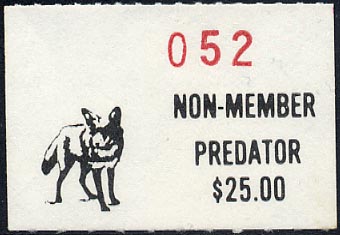 052
NON-MEMBER
PREDATOR
$25.00